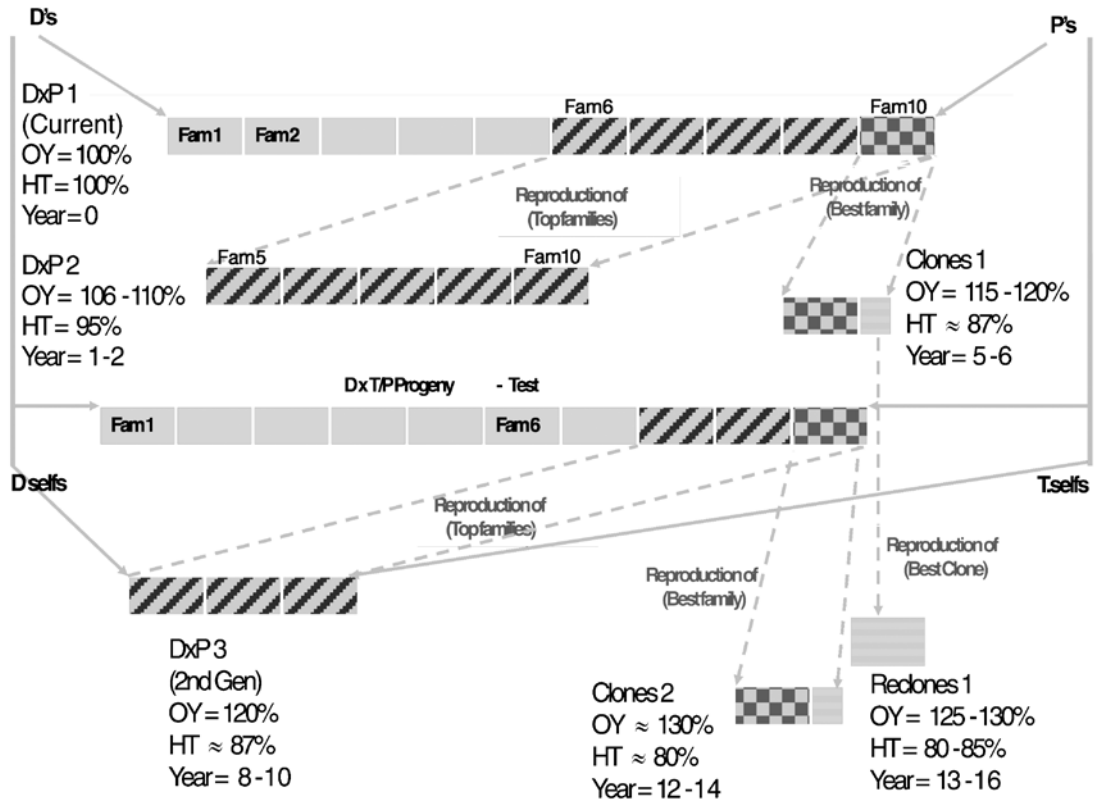 D's
P's
DxP 1
(Current)
OY = 100%
HT = 100%
Year = 0
Fam1
Fam2
Fam6
Fam10
Reproduction of
(Top families)
Reproduction of
(Best family)
DxP 2
OY = 106 - 110%
HT = 95%
Year = 1 - 2
Fam5
Fam10
Clones 1
OY = 115 - 120%
HT ≈ 87%
Year = 5 - 6
D x T/P Progeny - Test
Fam1
Fam6
D selfs
T.selfs
Reproduction of
(Top families)
Reproduction of
(Best family)
Reproduction of
(Best Clone)
DxP 3
(2nd Gen)
OY = 120%
HT ≈ 87%
Year = 8 - 10
Clones 2
OY ≈ 130%
HT ≈ 80%
Year = 12 - 14
Reclones 1
OY = 125 - 130%
HT = 80 - 85%
Year = 13 - 16